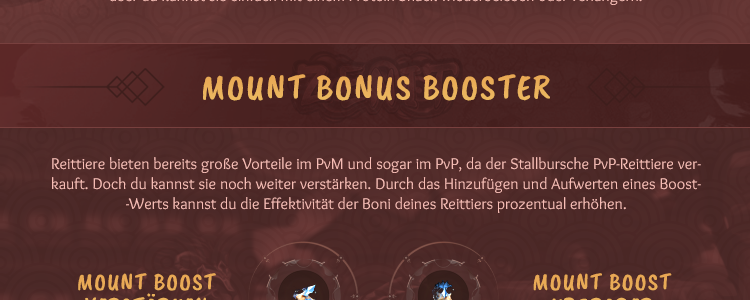 MOUNT BONUS BOOSTER
Reittiere bieten bereits große Vorteile im PvM und sogar im PvP, da der Stallbursche PvP-Reittiere ver-
kauft. Doch du kannst sie noch weiter verstärken. Durch das Hinzufügen und Aufwerten eines Boost-
-Werts kannst du die Effektivität der Boni deines Reittiers prozentual erhöhen.
MOUNT BOOST
MOUNT BOOST